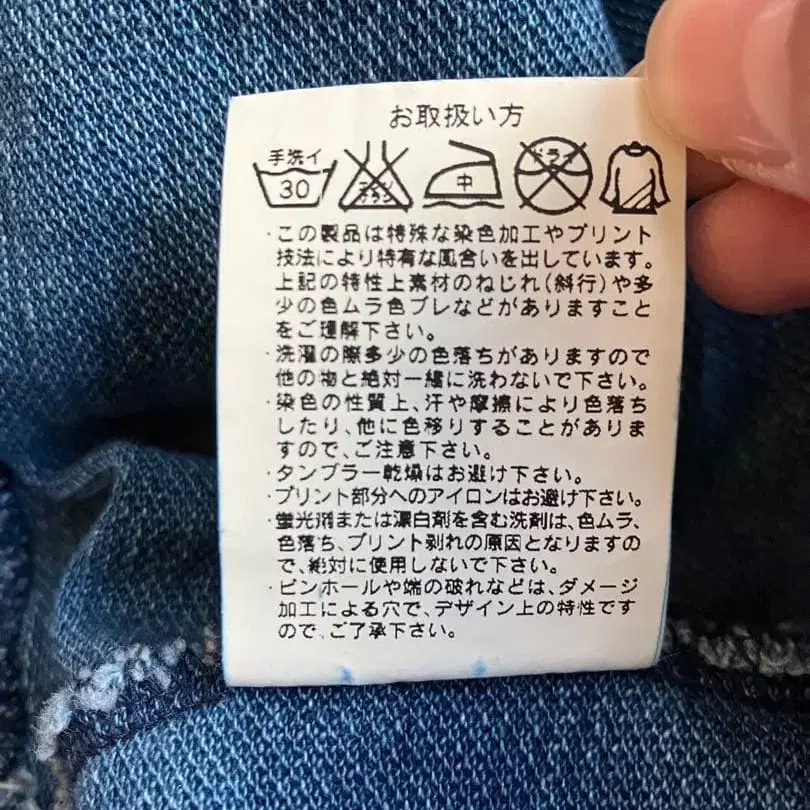 お取扱い方
手洗イ 30 エンソサラシ 中 ドライ
・この製品は特殊な染色加工やプリント
技法により特有な風合いを出しています。
上記の特性上素材のねじれ(斜行)や多
少の色ムラ色ブレなどがありますこと
をご理解下さい。
・洗濯の際多少の色落ちがありますので
他の物と絶対一緒に洗わないで下さい。
・染色の性質上、汗や摩擦により色落ち
したり、他に色移りすることがありま
すので、ご注意下さい。
・タンブラー乾燥はお避け下さい。
・プリント部分へのアイロンはお避け下さい。
・蛍光剤または漂白剤を含む洗剤は、色ムラ、
色落ち、プリント剥れの原因となりますの
で、絶対に使用しないで下さい。
・ピンホールや端の破れなどは、ダメージ
加工による穴で、デザイン上の特性です
ので、ご了承下さい。